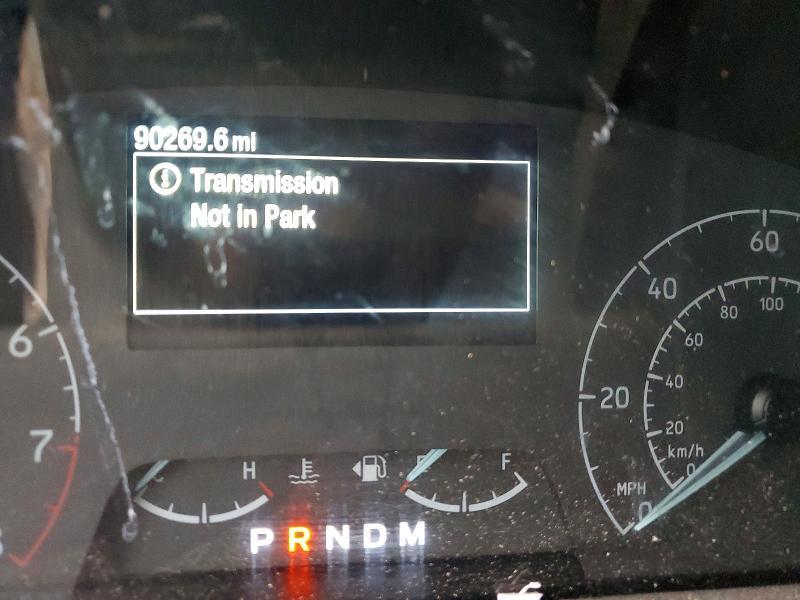 90269.6 mi
Transmission
Not in Park
6
7
H
F
PRNDM
60
40
20
0
MPH
100
80
60
40
20
km/h
0